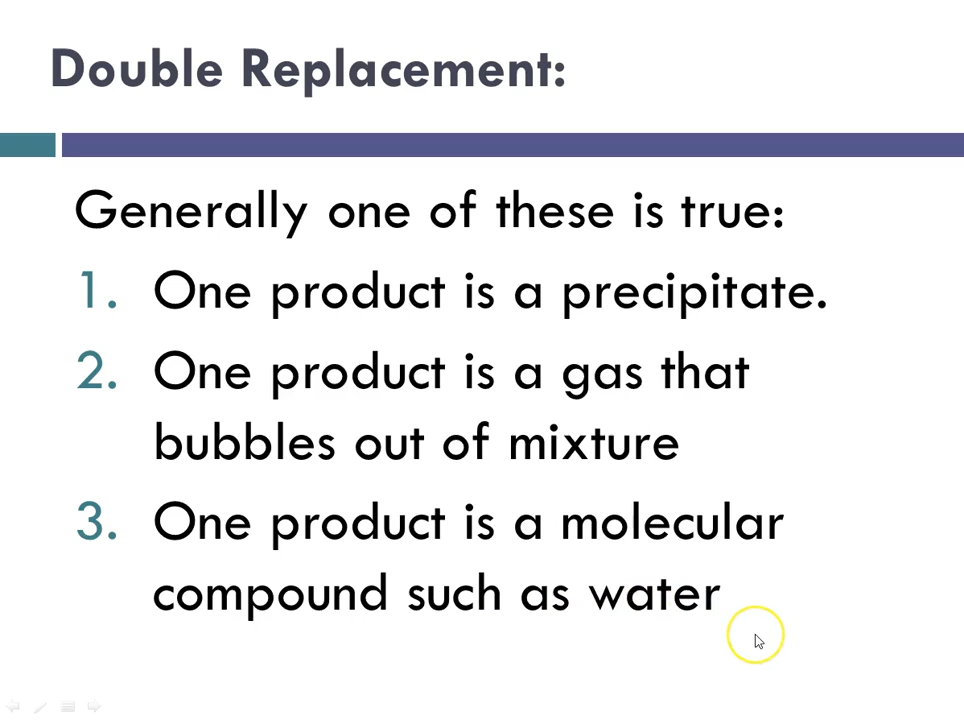 Double Replacement:
Generally one of these is true:
1. One product is a precipitate.
2. One product is a gas that
bubbles out of mixture
3. One product is a molecular
compound such as water